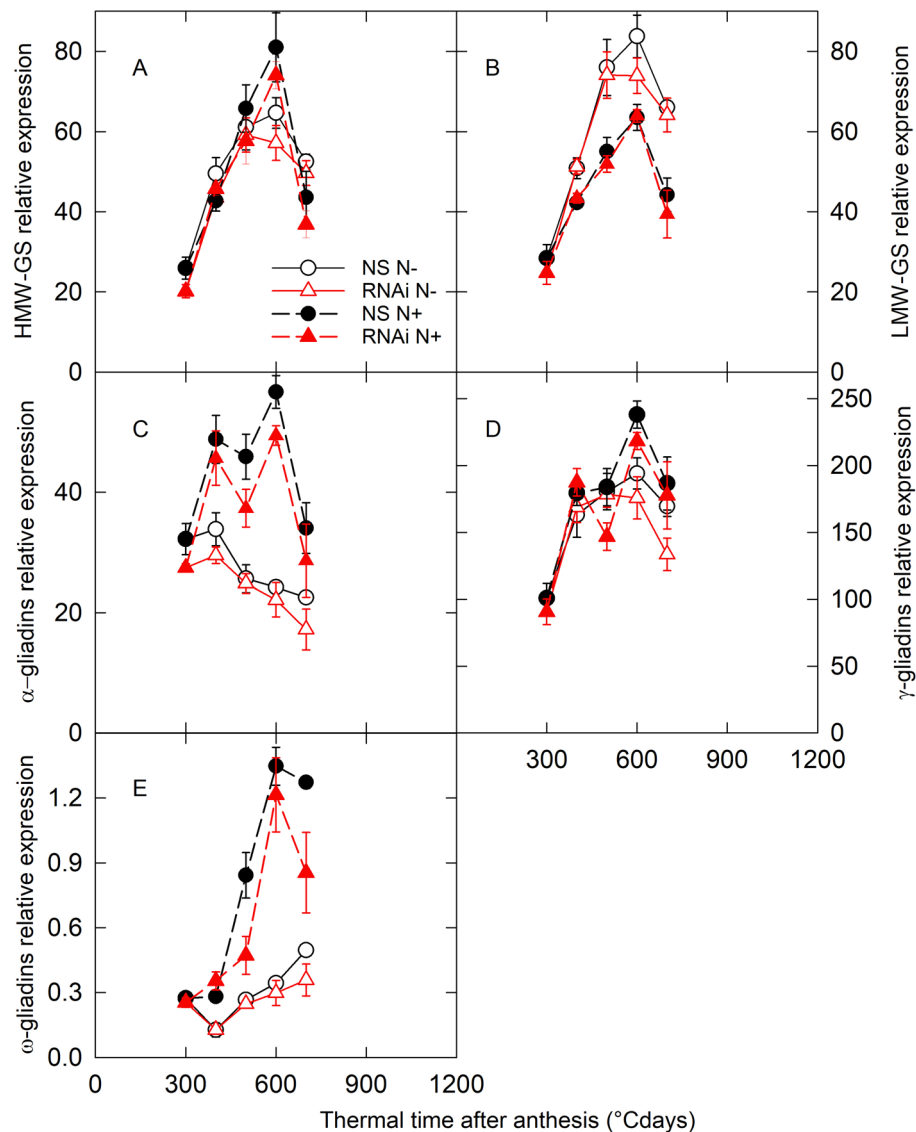 HMW-GS relative expression
80
60
40
20
0
A
NS N-
RNAi N-
NS N+
RNAi N+
B
80
60
40
20
0
LMW-GS relative expression
α–gliadins relative expression
40
20
0
C
D
250
200
150
100
50
0
γ-gliadins relative expression
300 600 900 1200
ω-gliadins relative expression
1.2
0.9
0.6
0.3
0.0
E
0 300 600 900 1200
Thermal time after anthesis (°Cdays)